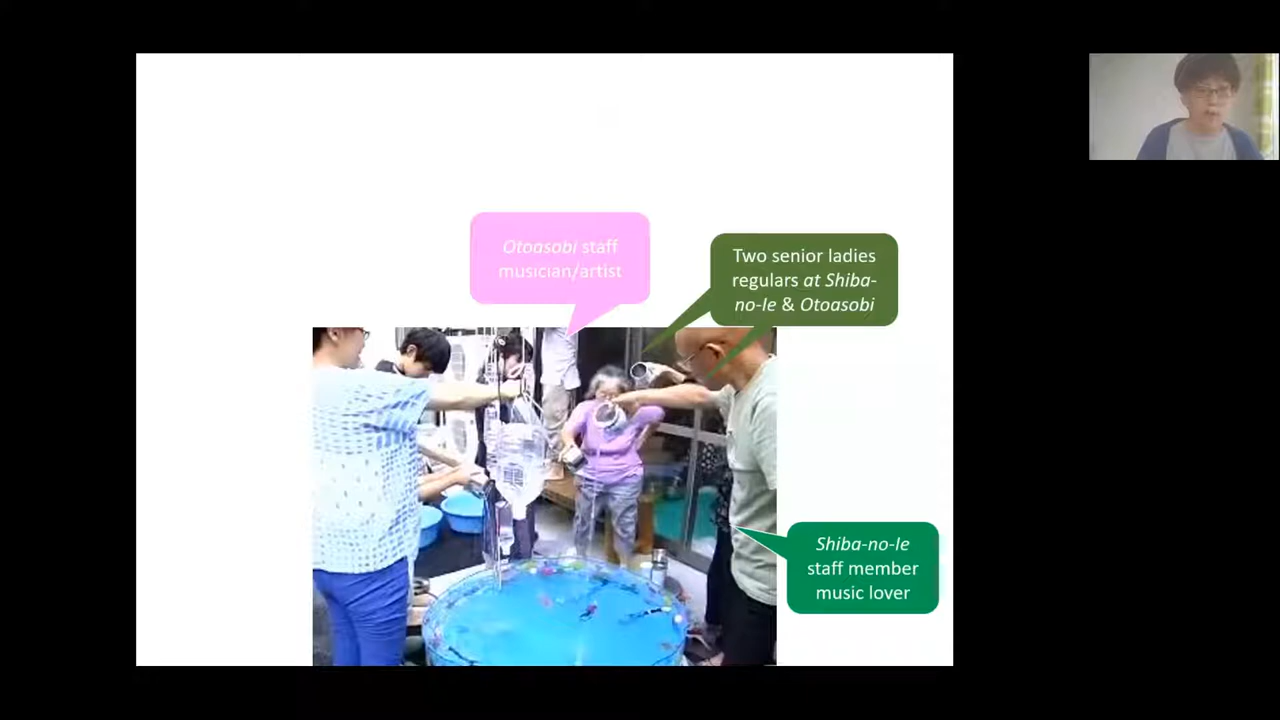 Otoasobi staff
musician/artist
Two senior ladies
regulars at Shiba-
no-Ie & Otoasobi
Shiba-no-Ie
staff member
music lover